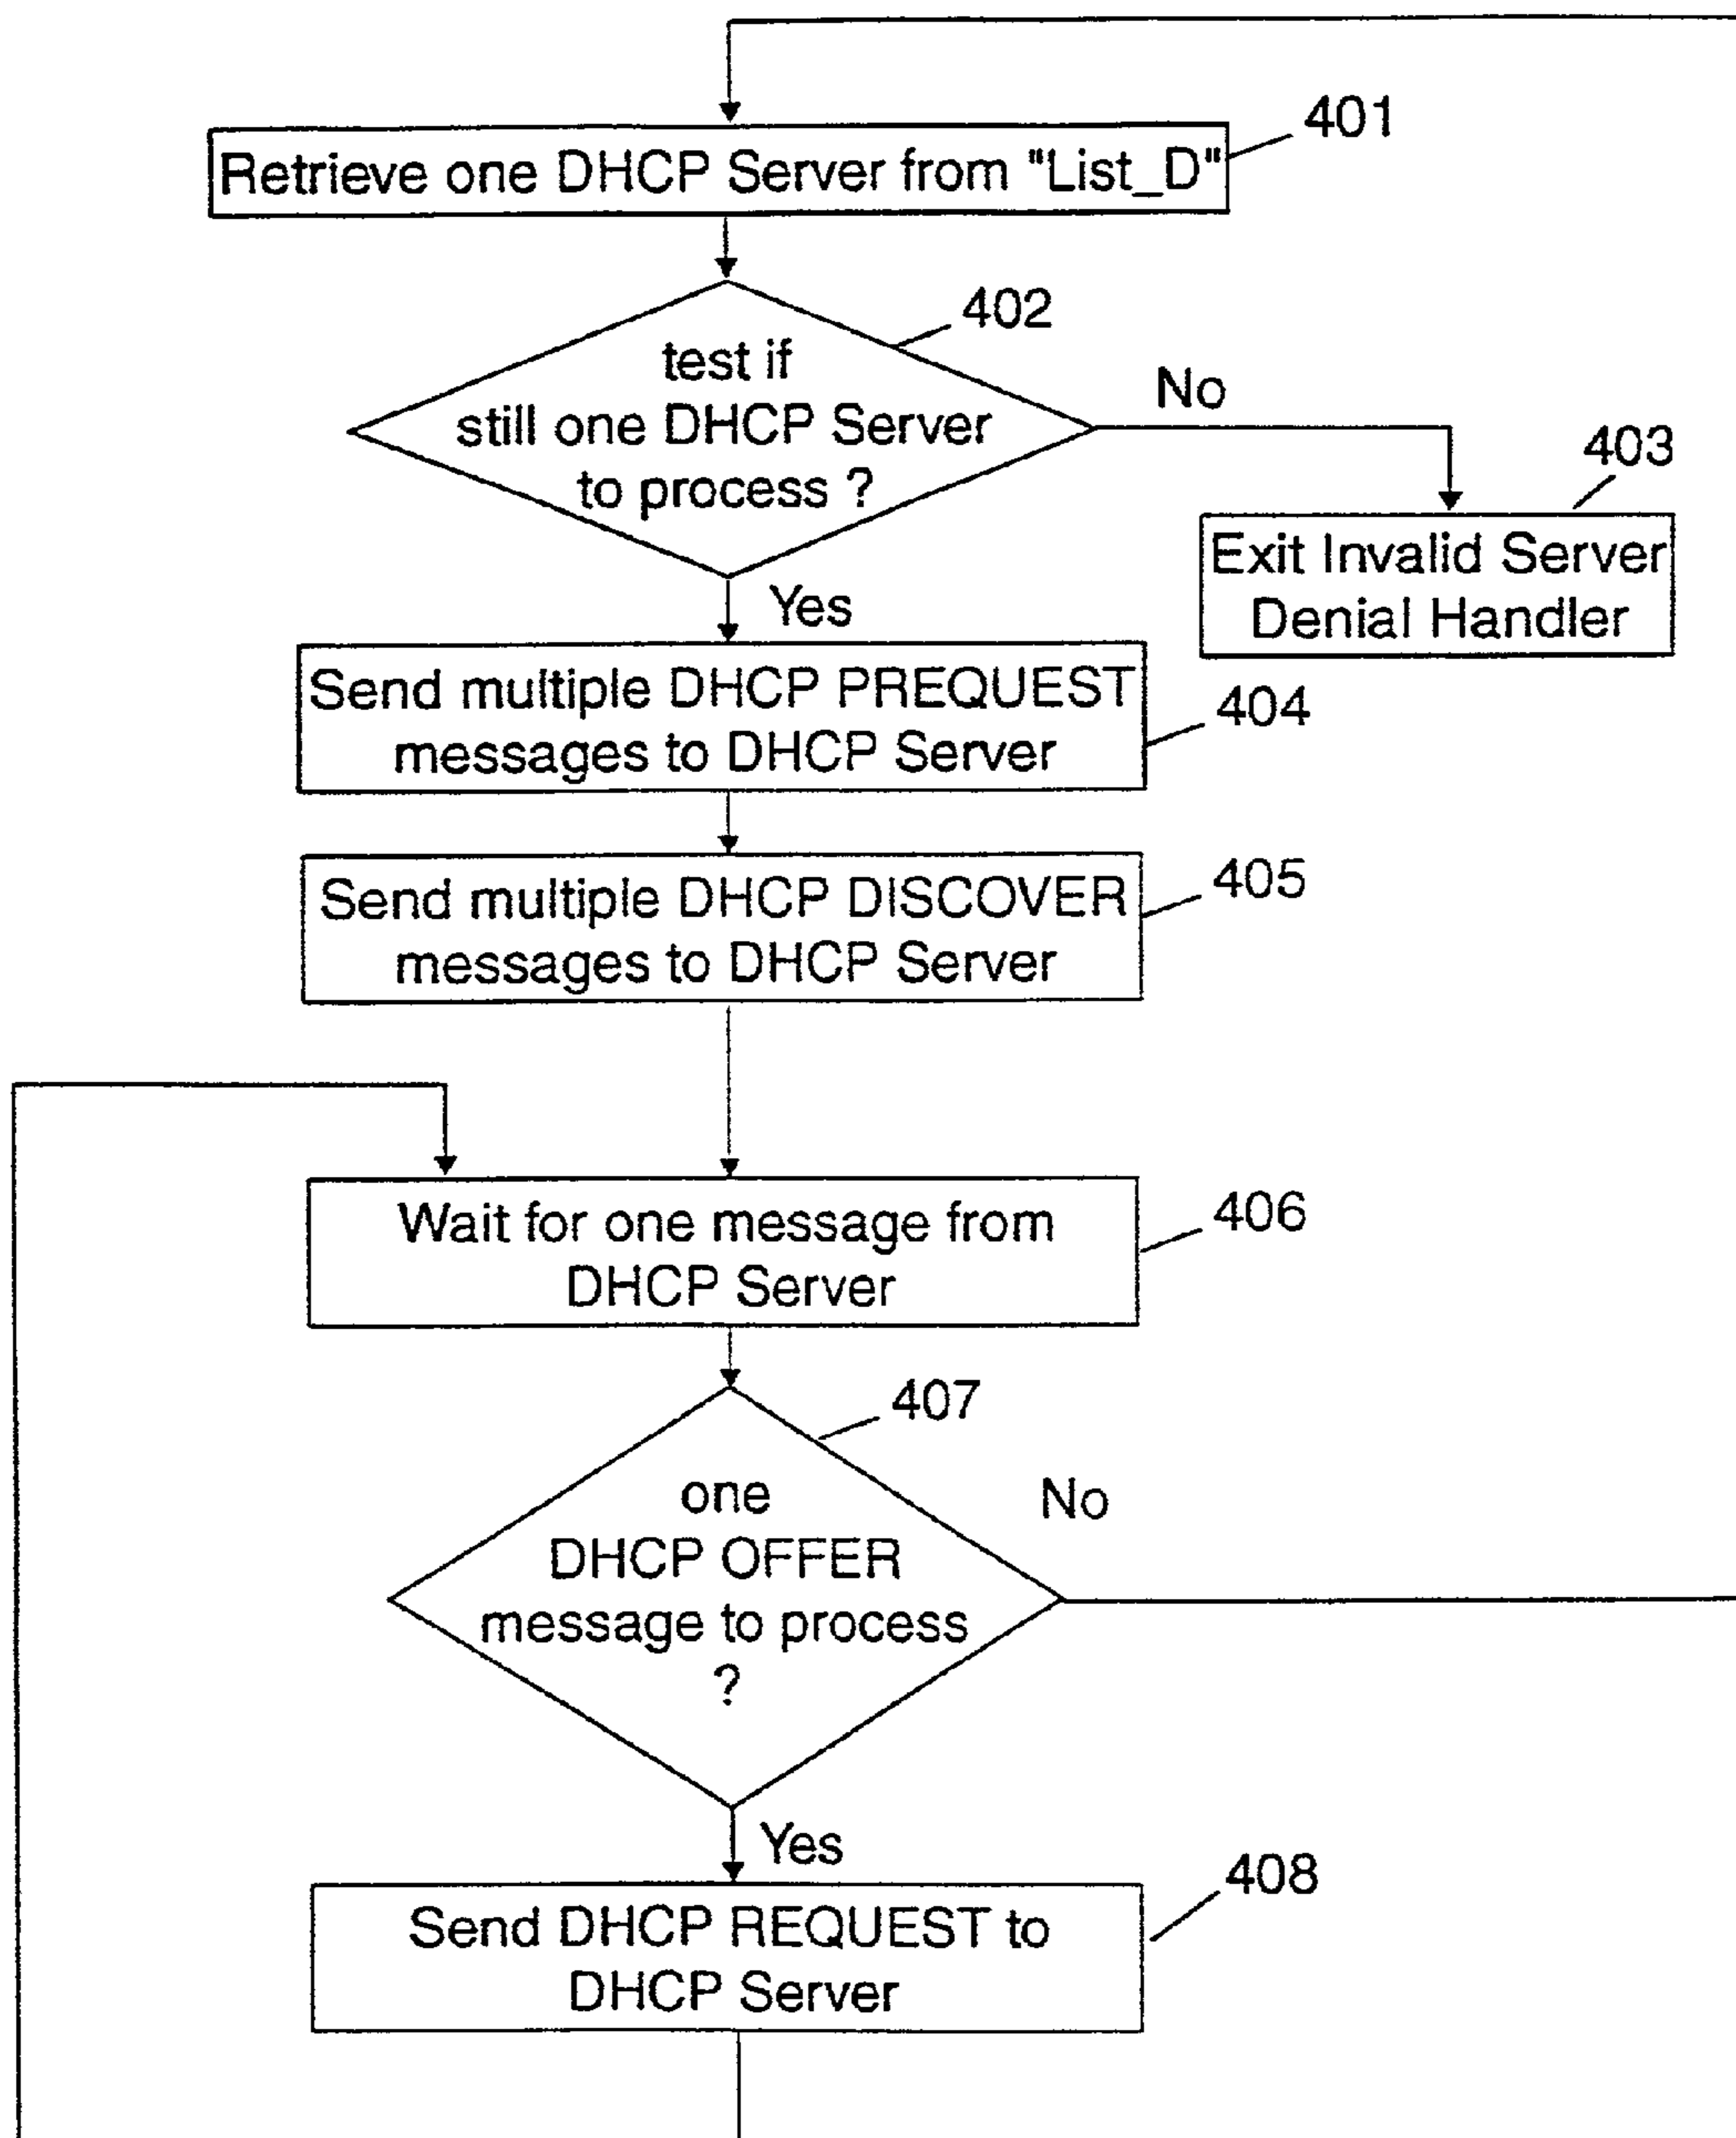 401
Retrieve one DHCP Server from "List_D"
402
test if
still one DHCP Server
to process ?
No
403
Exit Invalid Server
Denial Handler
Yes
Send multiple DHCP PREQUEST
messages to DHCP Server
404
Send multiple DHCP DISCOVER
messages to DHCP Server
405
Wait for one message from
DHCP Server
406
407
one
DHCP OFFER
message to process
?
No
Yes
408
Send DHCP REQUEST to
DHCP Server